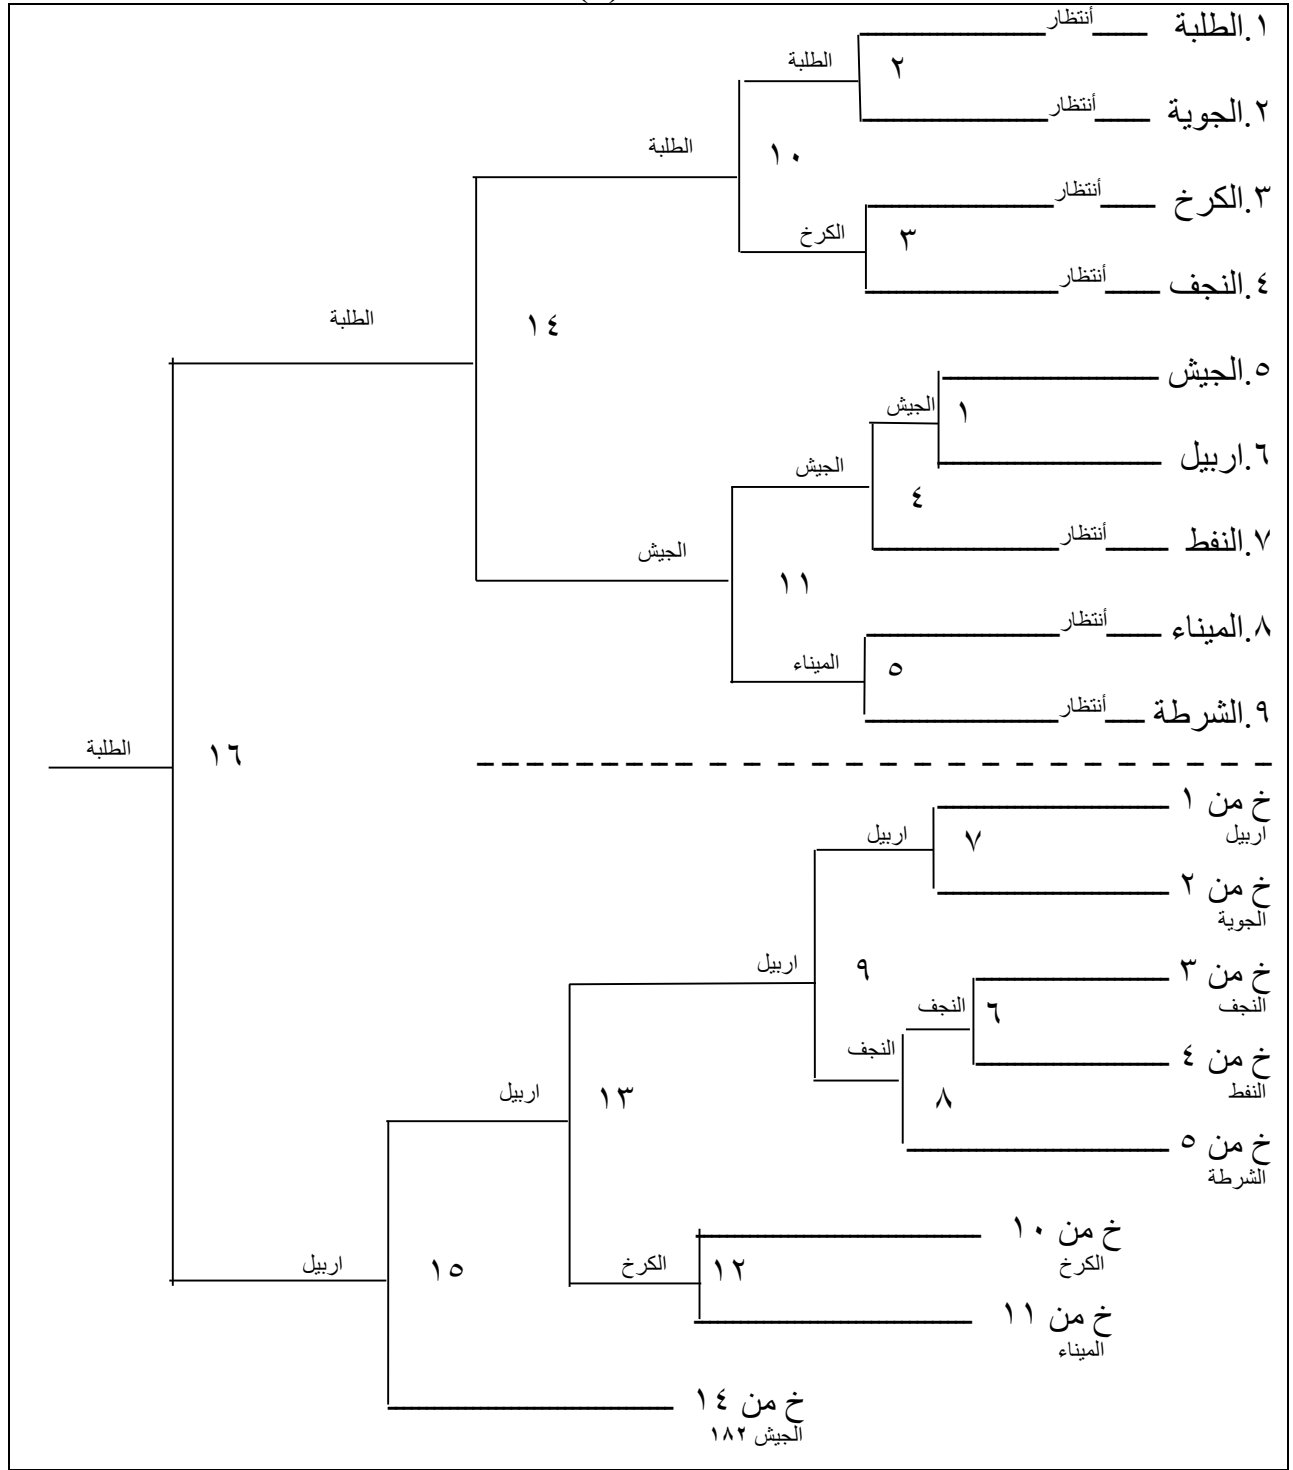 ١.الطلبة أنتظار
الطلبة ٢
٢.الجوية أنتظار
الطلبة ١٠
٣.الكرخ أنتظار
الكرخ ٣
٤.النجف أنتظار
الطلبة ١٤
٥.الجيش
الجيش ١
٦.اربيل
الجيش ٤
٧.النفط أنتظار
الجيش ١١
٨.الميناء أنتظار
الميناء ٥
٩.الشرطة أنتظار
الطلبة ١٦
خ من ١
اربيل
اربيل ٧
خ من ٢
الجوية
اربيل ٩
خ من ٣
النجف
النجف ٦
خ من ٤
النفط
النجف ٨
خ من ٥
الشرطة
اربيل ١٣
خ من ١٠
الكرخ
الكرخ ١٢
خ من ١١
الميناء
اربيل ١٥
خ من ١٤
الجيش ١٨٢